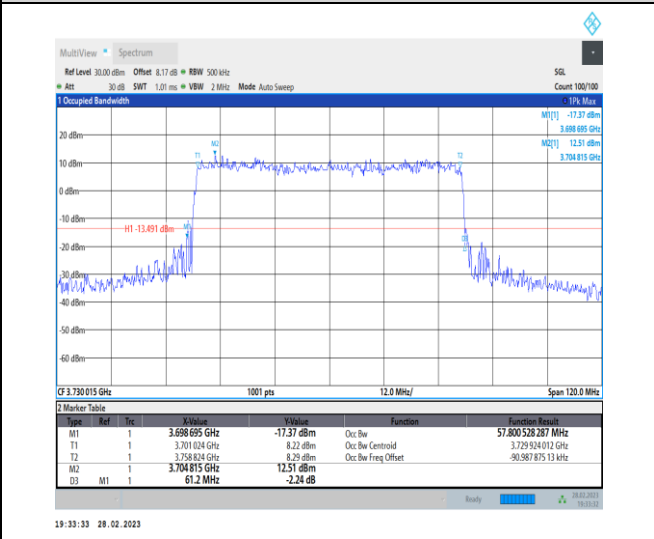 MultiView Spectrum
Ref Level 30.00 dBm Offset 8.17 dB RBW 500 kHz SGL
Att 30 dB SWT 1.01 ms VBW 2 MHz Mode Auto Sweep Count 100/100
1 Occupied Bandwidth 1Pk Max
M1[1] -17.37 dBm
3.698 695 GHz
M2[1] 12.51 dBm
3.704 815 GHz
20 dBm
M2
T1 T2
10 dBm
0 dBm
-10 dBm
H1 -13.491 dBm
M1
D3
-20 dBm
-30 dBm
-40 dBm
-50 dBm
-60 dBm
CF 3.730 015 GHz 1001 pts 12.0 MHz/ Span 120.0 MHz
2 Marker Table
Type Ref Trc X-Value Y-Value Function Function Result
M1 1 3.698 695 GHz -17.37 dBm Occ Bw 57.800 528 287 MHz
T1 1 3.701 024 GHz 8.22 dBm Occ Bw Centroid 3.729 924 012 GHz
T2 1 3.758 824 GHz 8.29 dBm Occ Bw Freq Offset -90.987 875 13 kHz
M2 1 3.704 815 GHz 12.51 dBm
D3 M1 1 61.2 MHz -2.24 dB
Ready 28.02.2023
19:33:32
19:33:33 28.02.2023